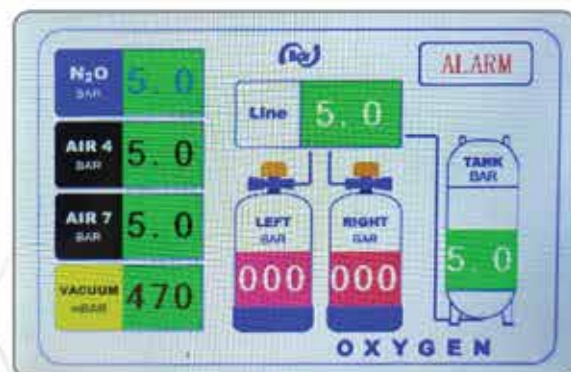 N₂O
BAR
5.0
AIR 4
BAR
5.0
AIR 7
BAR
5.0
VACUUM
mBAR
470
Line
5.0
ALARM
LEFT
BAR
000
RIGHT
BAR
000
TANK
BAR
5.0
OXYGEN